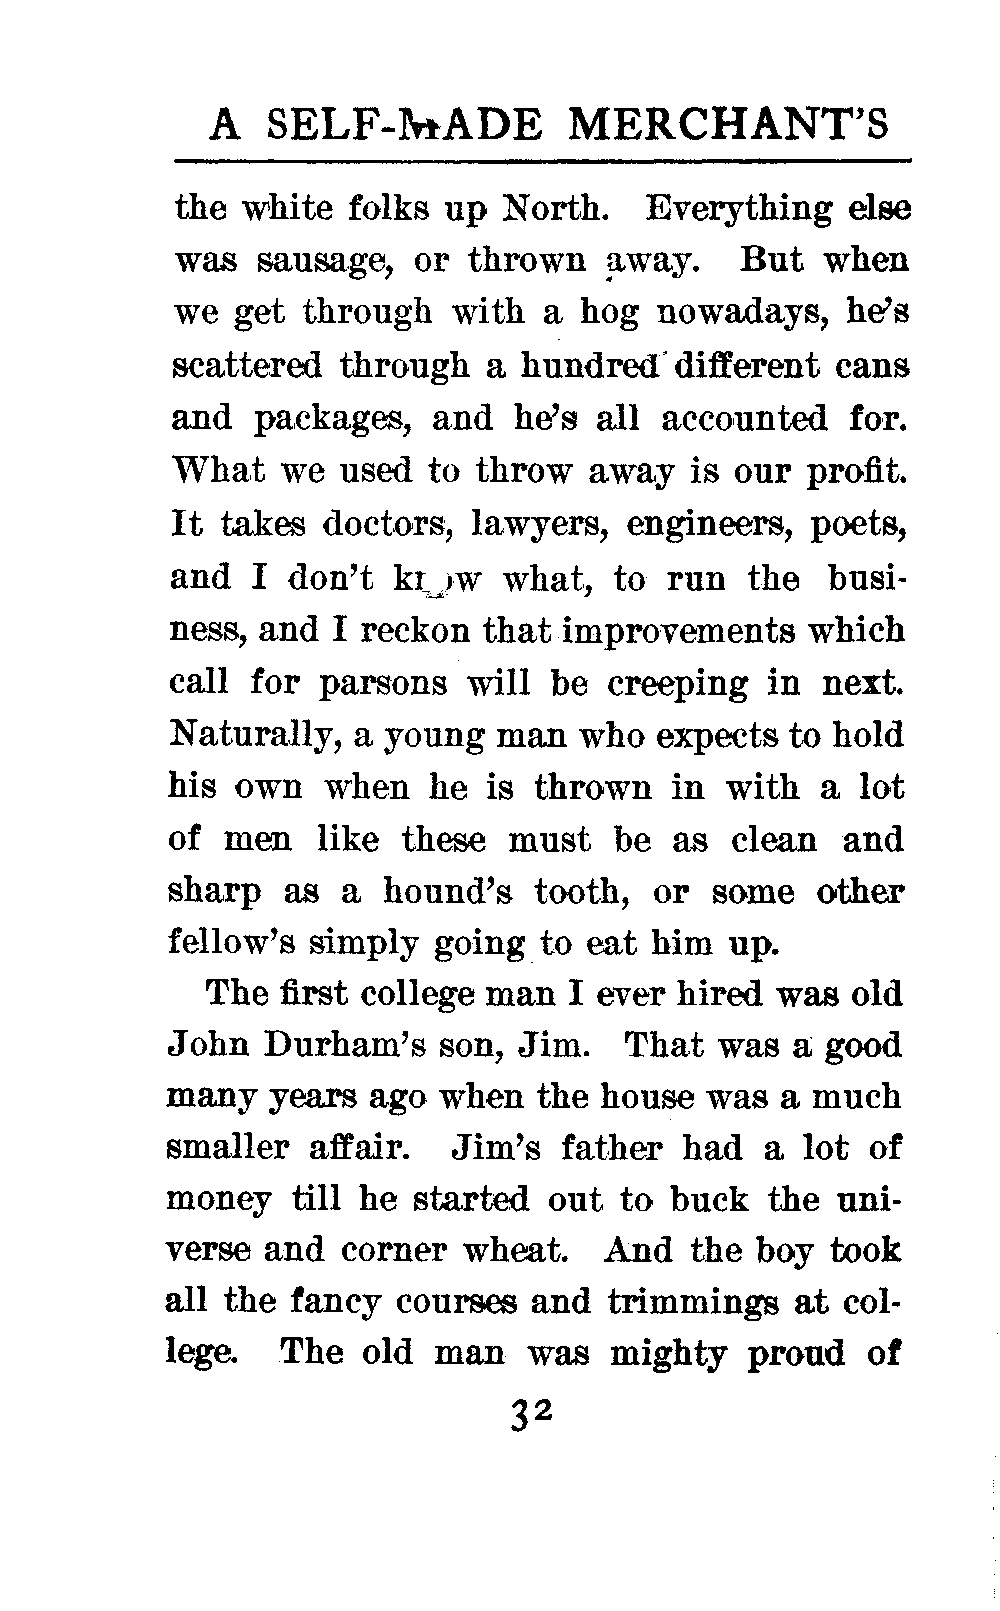 A SELF-MADE MERCHANT'S
the white folks up North. Everything else
was sausage, or thrown away. But when
we get through with a hog nowadays, he's
scattered through a hundred different cans
and packages, and he's all accounted for.
What we used to throw away is our profit.
It takes doctors, lawyers, engineers, poets,
and I don't know what, to run the busi-
ness, and I reckon that improvements which
call for parsons will be creeping in next.
Naturally, a young man who expects to hold
his own when he is thrown in with a lot
of men like these must be as clean and
sharp as a hound's tooth, or some other
fellow's simply going to eat him up.
The first college man I ever hired was old
John Durham's son, Jim. That was a good
many years ago when the house was a much
smaller affair. Jim's father had a lot of
money till he started out to buck the uni-
verse and corner wheat. And the boy took
all the fancy courses and trimmings at col-
lege. The old man was mighty proud of
32